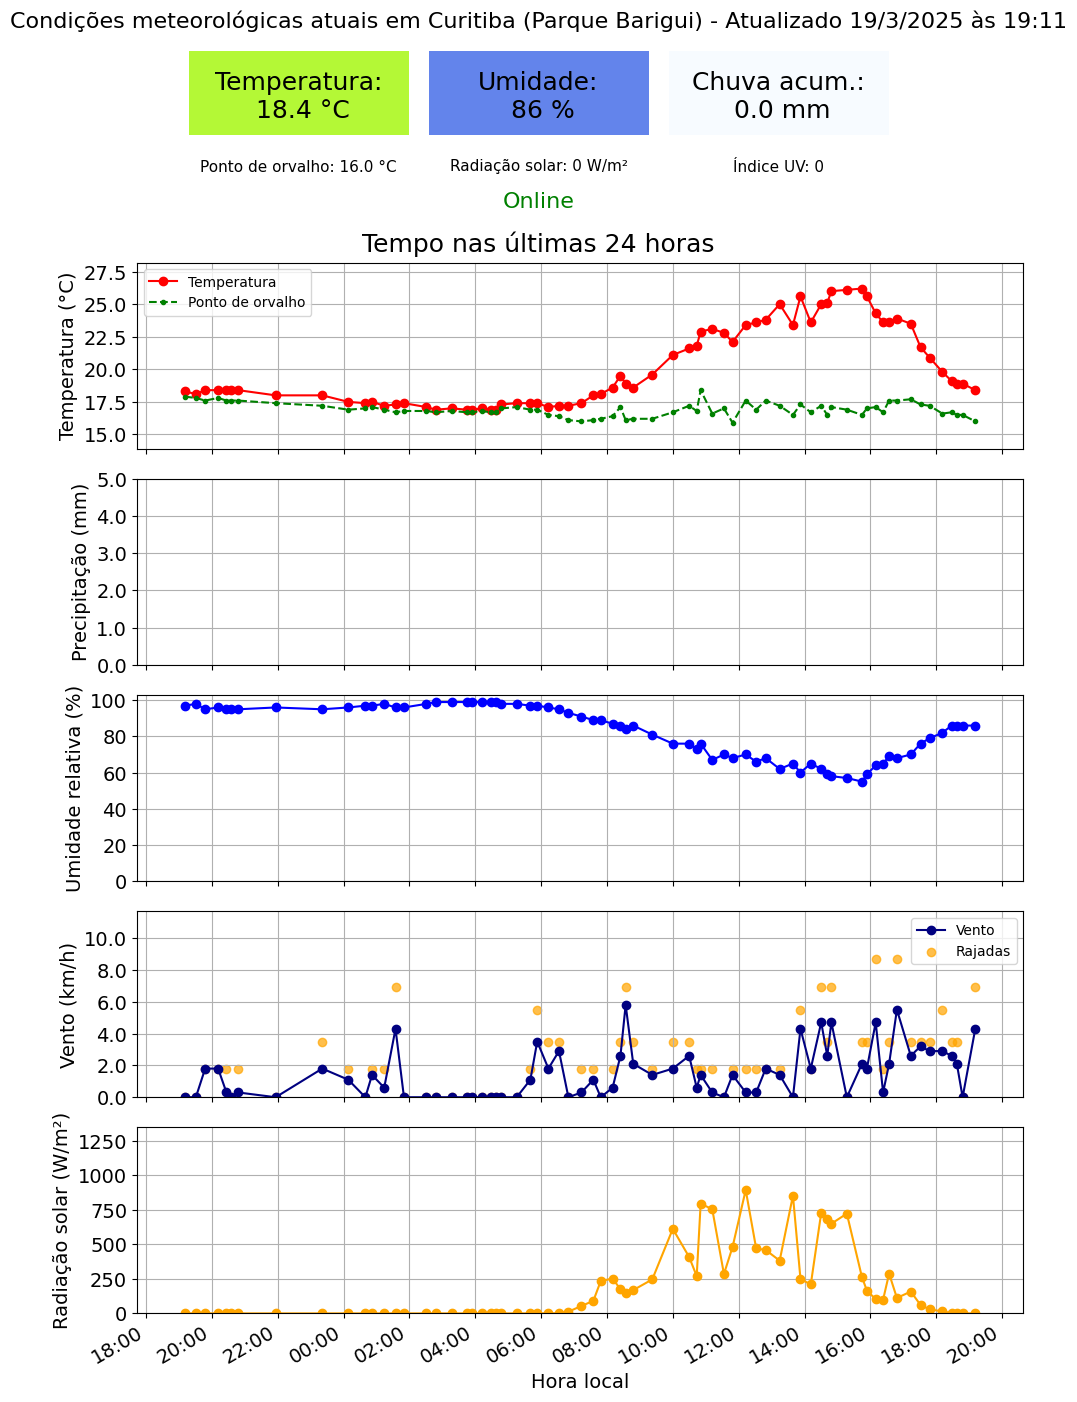 Condições meteorológicas atuais em Curitiba (Parque Barigui) - Atualizado 19/3/2025 às 19:11
Temperatura:
18.4 °C
Umidade:
86 %
Chuva acum.:
0.0 mm
Ponto de orvalho: 16.0 °C
Radiação solar: 0 W/m²
Índice UV: 0
Online
Tempo nas últimas 24 horas
Temperatura (°C)
27.5
25.0
22.5
20.0
17.5
15.0
Temperatura
Ponto de orvalho
Precipitação (mm)
5.0
4.0
3.0
2.0
1.0
0.0
Umidade relativa (%)
100
80
60
40
20
0
Vento (km/h)
10.0
8.0
6.0
4.0
2.0
0.0
Vento
Rajadas
Radiação solar (W/m²)
1250
1000
750
500
250
0
18:00
20:00
22:00
00:00
02:00
04:00
06:00
08:00
10:00
12:00
14:00
16:00
18:00
20:00
Hora local